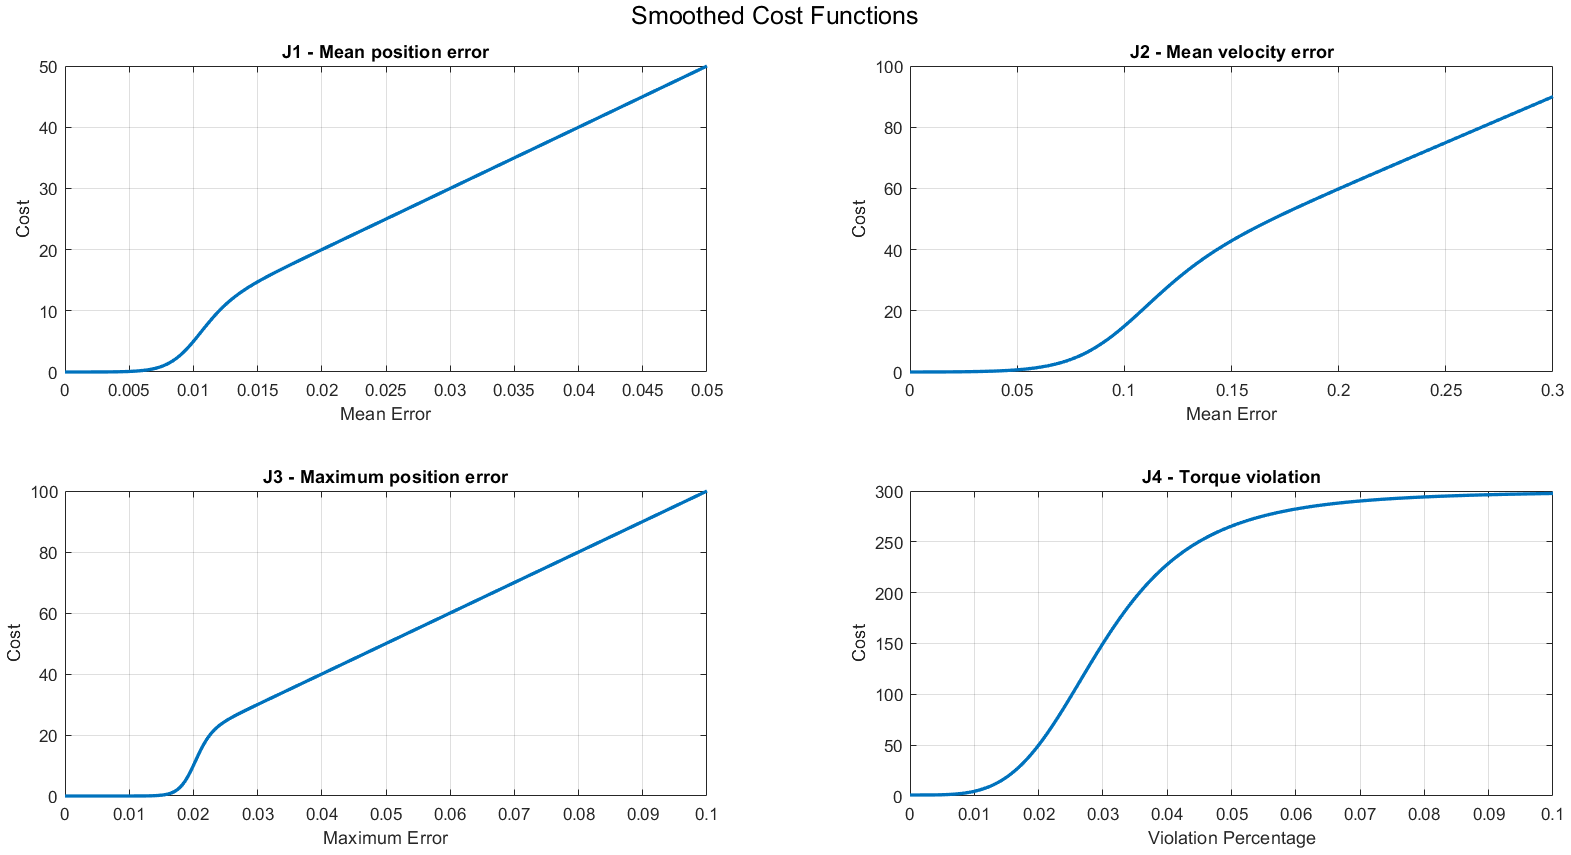 Smoothed Cost Functions
J1 - Mean position error
50
40
30
20
10
0
Cost
0 0.005 0.01 0.015 0.02 0.025 0.03 0.035 0.04 0.045 0.05
Mean Error
J2 - Mean velocity error
100
80
60
40
20
0
Cost
0 0.05 0.1 0.15 0.2 0.25 0.3
Mean Error
J3 - Maximum position error
100
80
60
40
20
0
Cost
0 0.01 0.02 0.03 0.04 0.05 0.06 0.07 0.08 0.09 0.1
Maximum Error
J4 - Torque violation
300
250
200
150
100
50
0
Cost
0 0.01 0.02 0.03 0.04 0.05 0.06 0.07 0.08 0.09 0.1
Violation Percentage